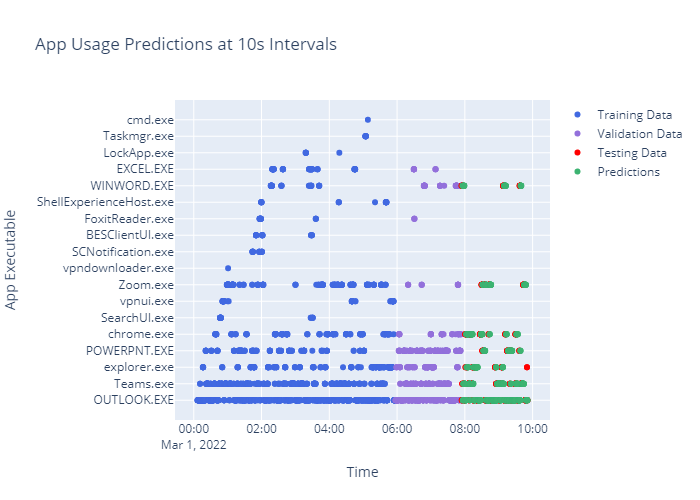 App Usage Predictions at 10s Intervals
cmd.exe
Taskmgr.exe
LockApp.exe
EXCEL.EXE
WINWORD.EXE
ShellExperienceHost.exe
FoxitReader.exe
BESClientUI.exe
SCNotification.exe
vpndownloader.exe
Zoom.exe
vpnui.exe
SearchUI.exe
chrome.exe
POWERPNT.EXE
explorer.exe
Teams.exe
OUTLOOK.EXE
App Executable
00:00 02:00 04:00 06:00 08:00 10:00
Mar 1, 2022
Time
Training Data
Validation Data
Testing Data
Predictions